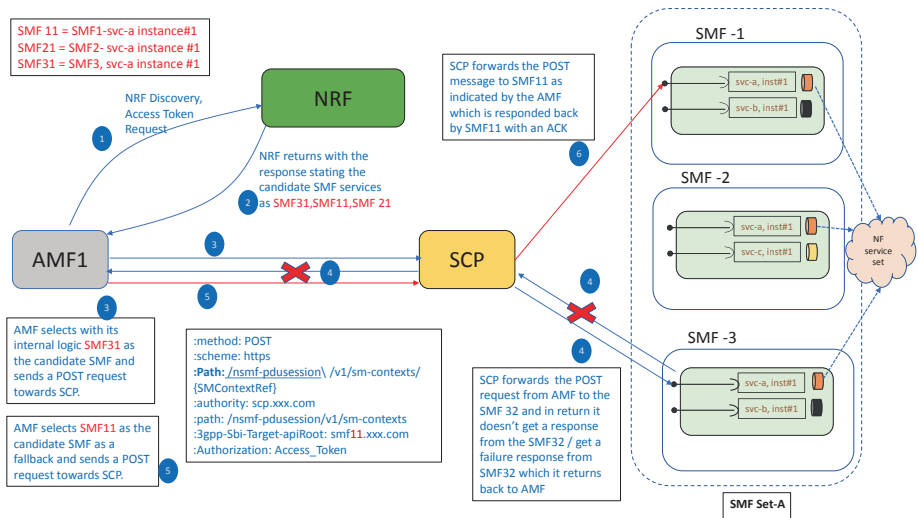 SMF 11 = SMF1-svc-a instance#1
SMF21 = SMF2- svc-a instance #1
SMF31 = SMF3, svc-a instance #1
NRF Discovery,
Access Token
Request
1
NRF
NRF returns with the
response stating the
candidate SMF services
as SMF31,SMF11,SMF 21
2
AMF1
3
4
5
SCP
3
AMF selects with its
internal logic SMF31 as
the candidate SMF and
sends a POST request
towards SCP.
AMF selects SMF11 as the
candidate SMF as a
fallback and sends a POST
request towards SCP.
5
:method: POST
:scheme: https
:Path: /nsmf-pdusession\ /v1/sm-contexts/
{SMContextRef}
:authority: scp.xxx.com
:path: /nsmf-pdusession/v1/sm-contexts
:3gpp-Sbi-Target-apiRoot: smf11.xxx.com
:Authorization: Access_Token
SCP forwards the POST
message to SMF11 as
indicated by the AMF
which is responded back
by SMF11 with an ACK
6
4
4
SCP forwards the POST
request from AMF to the
SMF 32 and in return it
doesn't get a response
from the SMF32 / get a
failure response from
SMF32 which it returns
back to AMF
SMF -1
svc-a, inst#1
svc-b, inst#1
SMF -2
svc-a, inst#1
svc-c, inst#1
SMF -3
svc-a, inst#1
svc-b, inst#1
NF
service
set
SMF Set-A